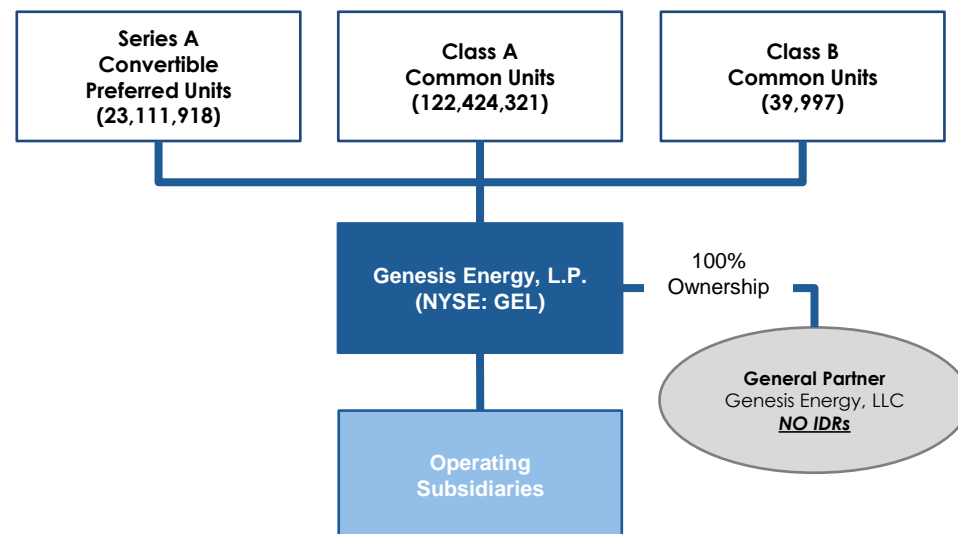 Series A
Convertible
Preferred Units
(23,111,918)
Class A
Common Units
(122,424,321)
Class B
Common Units
(39,997)
Genesis Energy, L.P.
(NYSE: GEL)
100%
Ownership
General Partner
Genesis Energy, LLC
NO IDRs
Operating
Subsidiaries